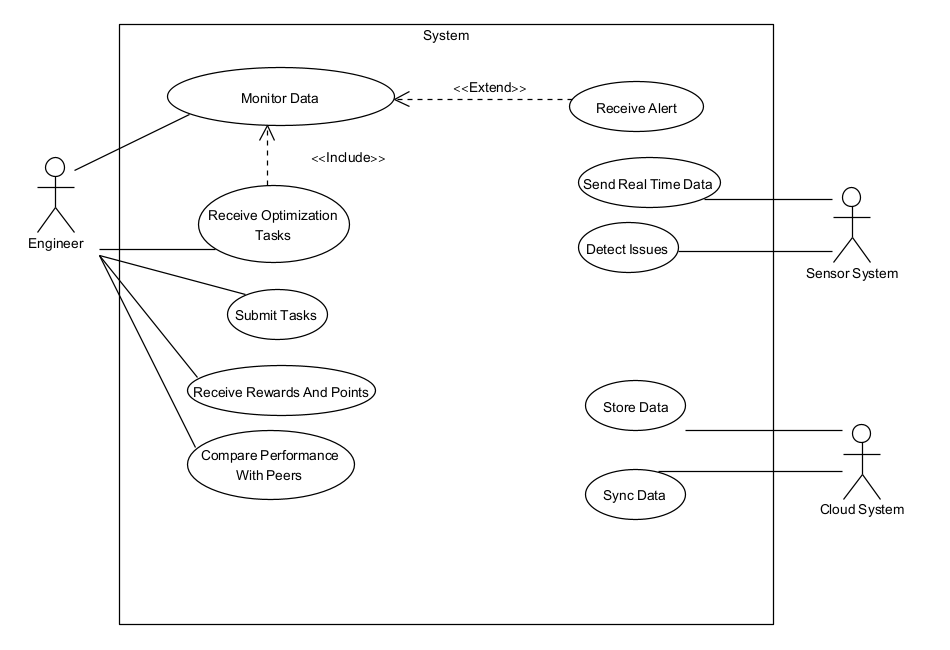 System
Monitor Data
<<Extend>>
Receive Alert
<<Include>>
Send Real Time Data
Receive Optimization
Tasks
Engineer
Detect Issues
Sensor System
Submit Tasks
Receive Rewards And Points
Store Data
Compare Performance
With Peers
Sync Data
Cloud System